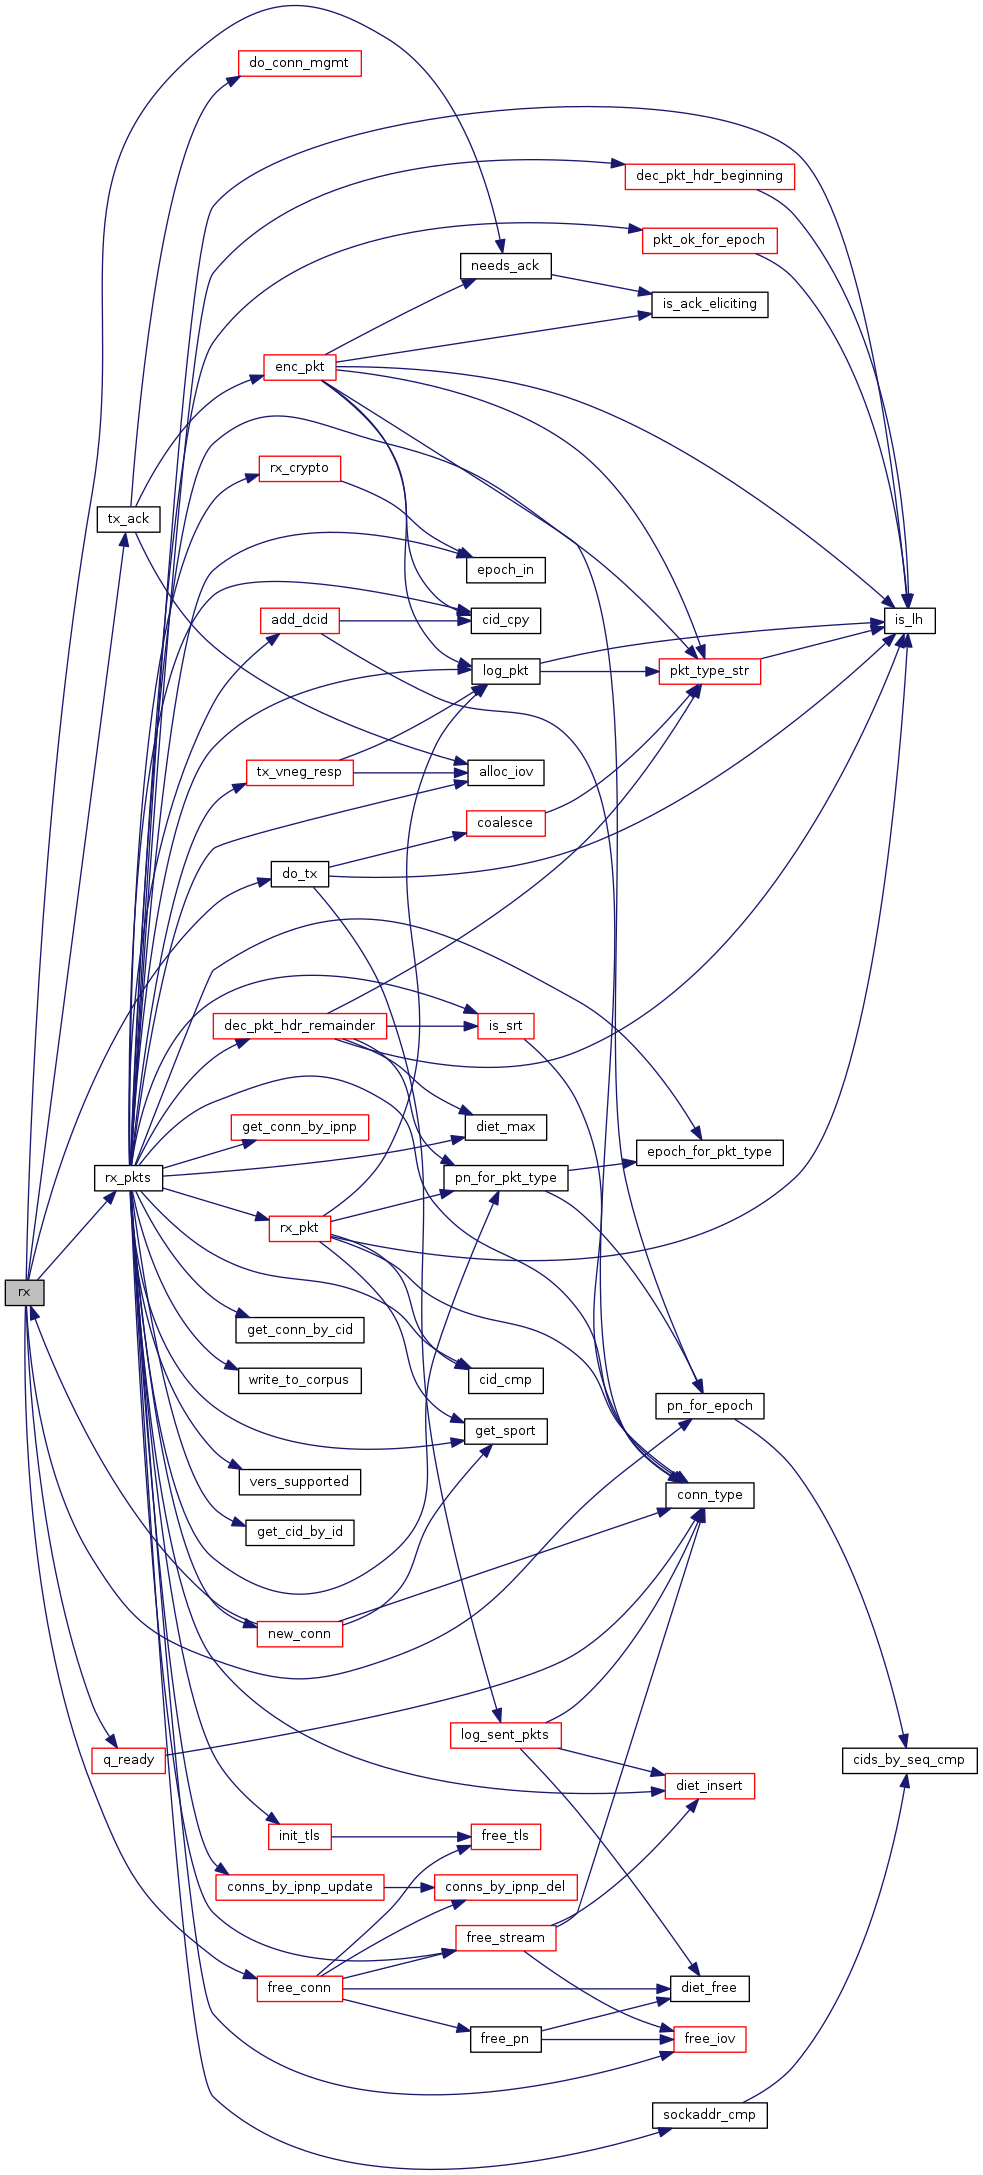 do_conn_mgmt
dec_pkt_hdr_beginning
pkt_ok_for_epoch
needs_ack
is_ack_eliciting
enc_pkt
rx_crypto
tx_ack
epoch_in
add_dcid
cid_cpy
is_lh
log_pkt
pkt_type_str
tx_vneg_resp
alloc_iov
coalesce
do_tx
dec_pkt_hdr_remainder
is_srt
get_conn_by_ipnp
diet_max
epoch_for_pkt_type
rx_pkts
pn_for_pkt_type
rx_pkt
rx
get_conn_by_cid
write_to_corpus
cid_cmp
pn_for_epoch
get_sport
vers_supported
conn_type
get_cid_by_id
new_conn
log_sent_pkts
q_ready
cids_by_seq_cmp
diet_insert
init_tls
free_tls
conns_by_ipnp_update
conns_by_ipnp_del
free_stream
free_conn
diet_free
free_pn
free_iov
sockaddr_cmp